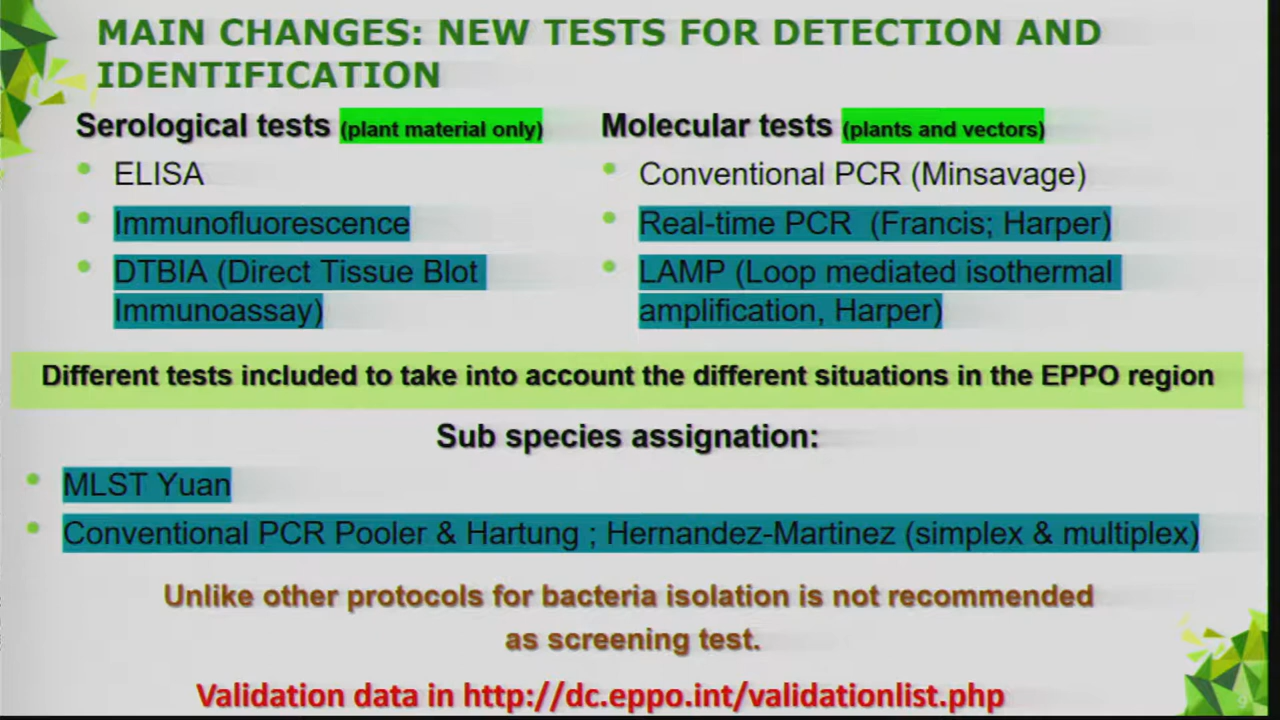 MAIN CHANGES: NEW TESTS FOR DETECTION AND
IDENTIFICATION
Serological tests (plant material only)
• ELISA
• Immunofluorescence
• DTBIA (Direct Tissue Blot
Immunoassay)
Molecular tests (plants and vectors)
• Conventional PCR (Minsavage)
• Real-time PCR (Francis; Harper)
• LAMP (Loop mediated isothermal
amplification, Harper)
Different tests included to take into account the different situations in the EPPO region
Sub species assignation:
• MLST Yuan
• Conventional PCR Pooler & Hartung ; Hernandez-Martinez (simplex & multiplex)
Unlike other protocols for bacteria isolation is not recommended
as screening test.
Validation data in http://dc.eppo.int/validationlist.php
9